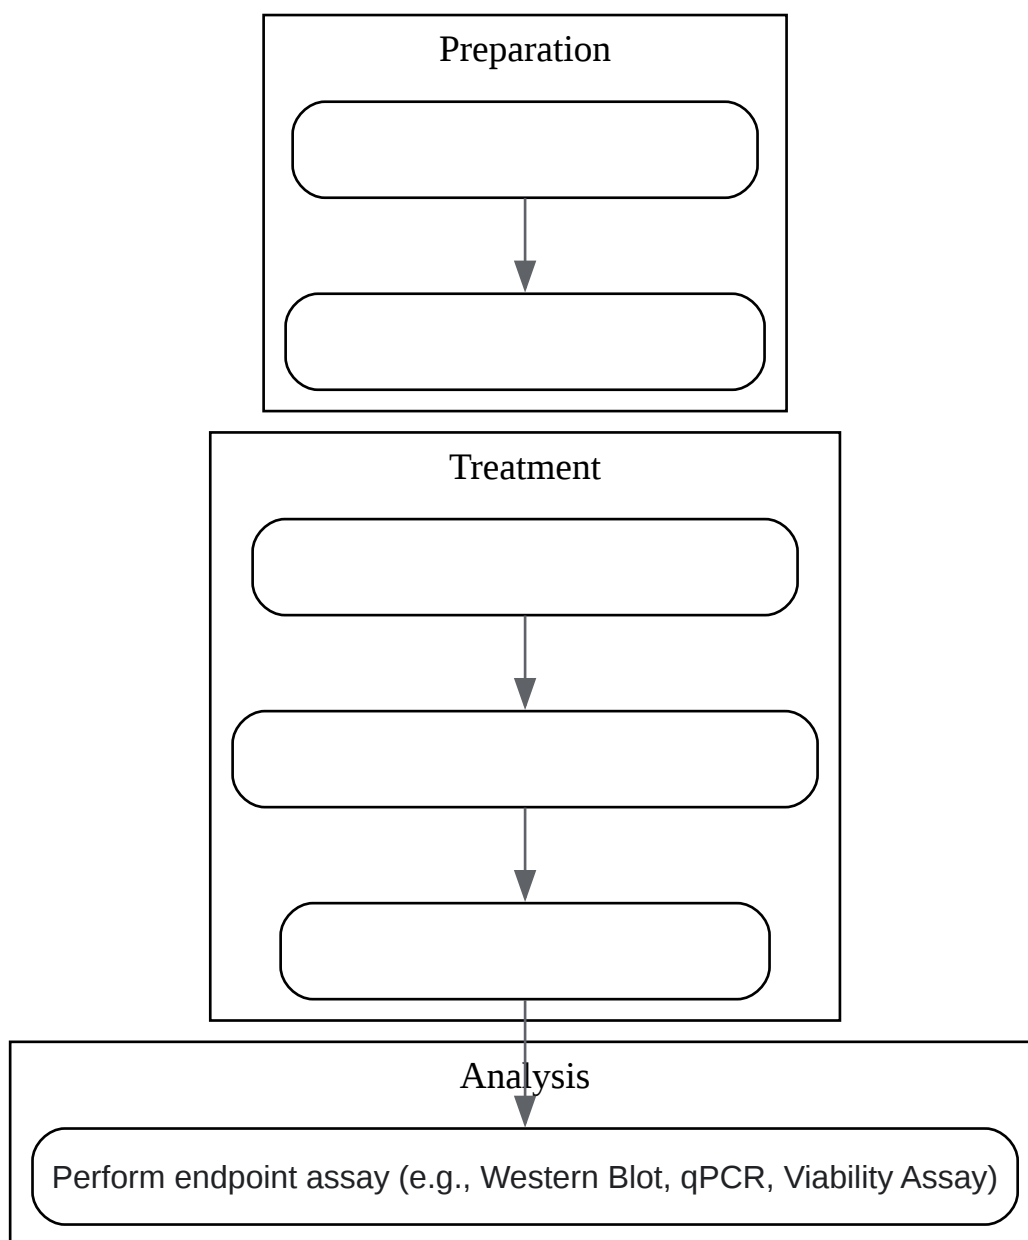 Preparation
Treatment
Analysis
Perform endpoint assay (e.g., Western Blot, qPCR, Viability Assay)